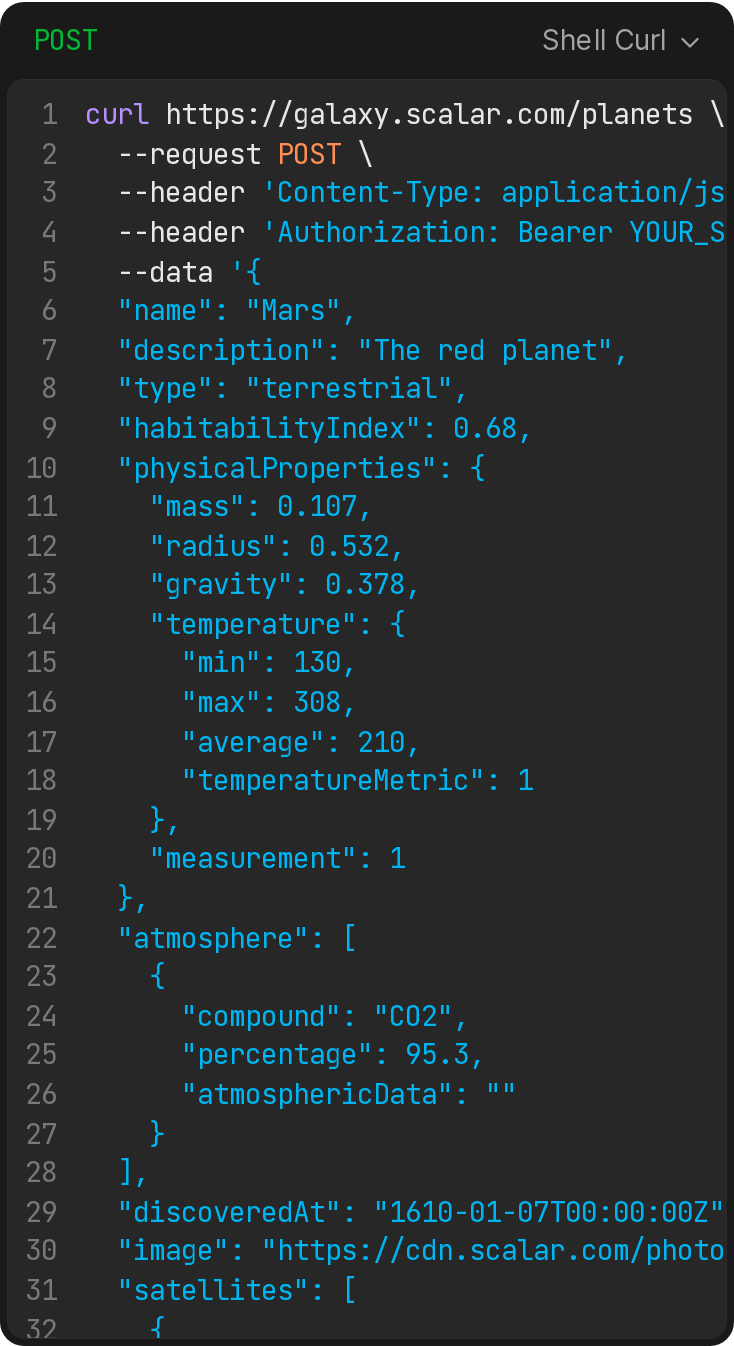 POST
Shell Curl
1 curl https://galaxy.scalar.com/planets \
2   --request POST \
3   --header 'Content-Type: application/js
4   --header 'Authorization: Bearer YOUR_S
5   --data '{
6   "name": "Mars",
7   "description": "The red planet",
8   "type": "terrestrial",
9   "habitabilityIndex": 0.68,
10   "physicalProperties": {
11     "mass": 0.107,
12     "radius": 0.532,
13     "gravity": 0.378,
14     "temperature": {
15       "min": 130,
16       "max": 308,
17       "average": 210,
18       "temperatureMetric": 1
19     },
20     "measurement": 1
21   },
22   "atmosphere": [
23     {
24       "compound": "CO2",
25       "percentage": 95.3,
26       "atmosphericData": ""
27     }
28   ],
29   "discoveredAt": "1610-01-07T00:00:00Z"
30   "image": "https://cdn.scalar.com/photo
31   "satellites": [
32     {